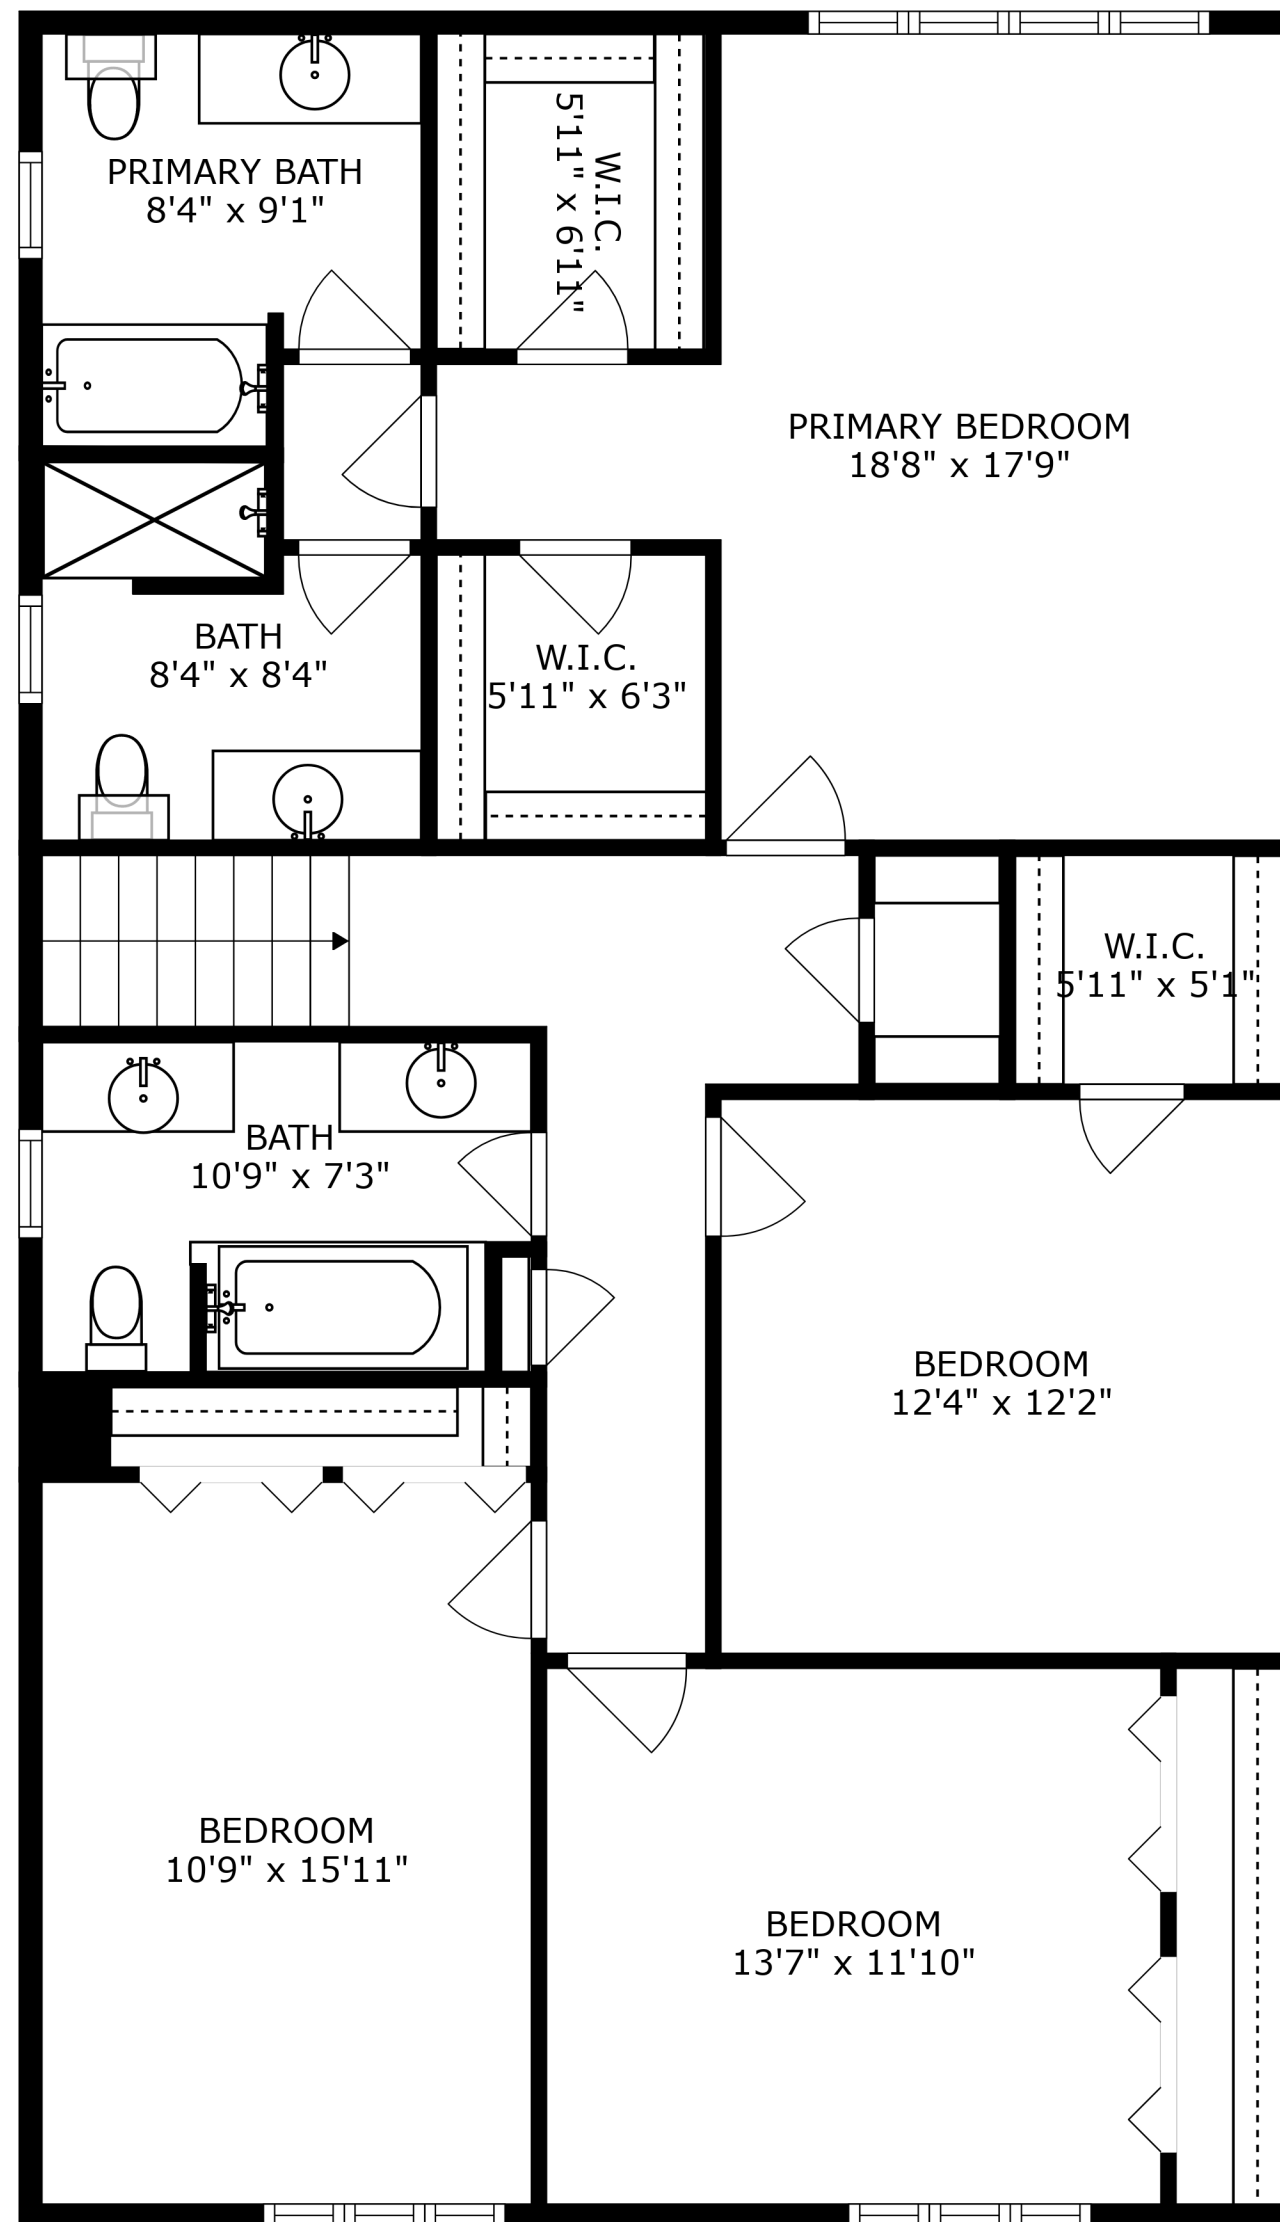 PRIMARY BATH
8'4" x 9'1"
W.I.C.
5'11" x 6'11"
PRIMARY BEDROOM
18'8" x 17'9"
BATH
8'4" x 8'4"
W.I.C.
5'11" x 6'3"
W.I.C.
5'11" x 5'1"
BATH
10'9" x 7'3"
BEDROOM
12'4" x 12'2"
BEDROOM
10'9" x 15'11"
BEDROOM
13'7" x 11'10"